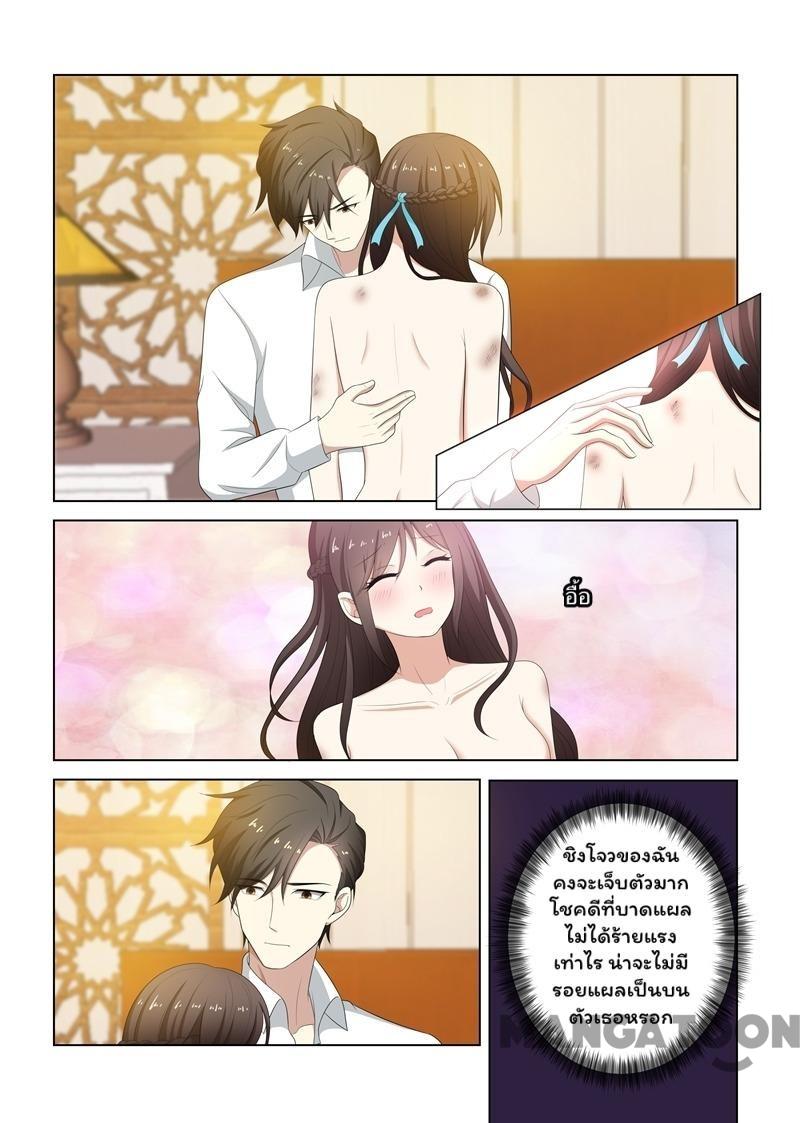 อื้อ
ชิงโจวของฉัน
คงจะเจ็บตัวมาก
โชคดีที่บาดแผล
ไม่ได้ร้ายแรง
เท่าไร น่าจะไม่มี
รอยแผลเป็นบน
ตัวเธอหรอก
MANGATOON